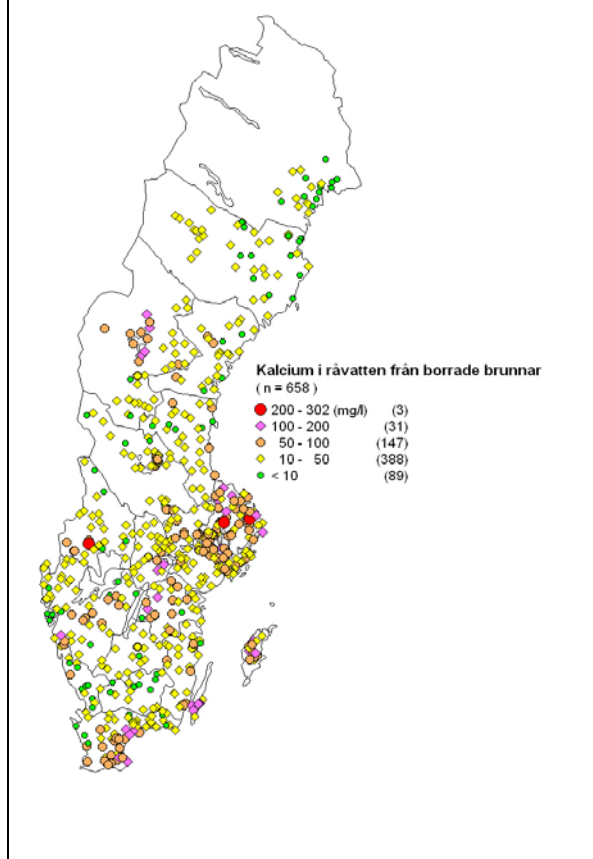 Kalcium i råvatten från borrade brunnar
( n = 658 )
200 - 302 (mg/l) (3)
100 - 200 (31)
50 - 100 (147)
10 - 50 (388)
< 10 (89)